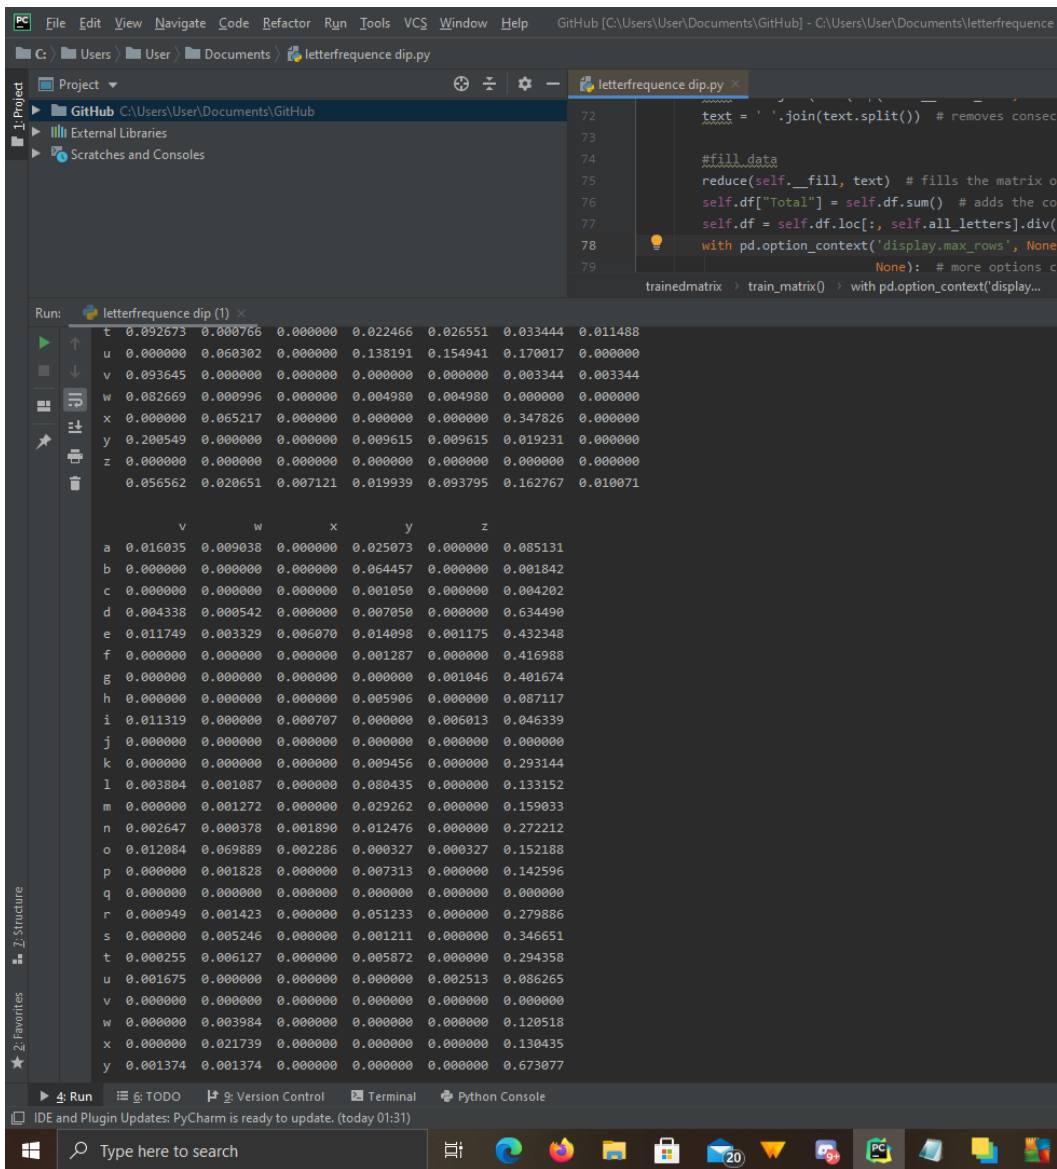 PC File Edit View Navigate Code Refactor Run Tools VCS Window Help GitHub [C:\Users\User\Documents\GitHub] - C:\Users\User\Documents\letterfrequence
C: Users User Documents letterfrequence dip.py
1: Project
Project
GitHub C:\Users\User\Documents\GitHub
External Libraries
Scratches and Consoles
letterfrequence dip.py
72 text = ' '.join(text.split()) # removes consec
73
74 #fill data
75 reduce(self.__fill, text) # fills the matrix o
76 self.df["Total"] = self.df.sum() # adds the co
77 self.df = self.df.loc[:, self.all_letters].div(
78 with pd.option_context('display.max_rows', None
79 None): # more options c
trainedmatrix train_matrix() with pd.option_context('display...
Run: letterfrequence dip (1)
t 0.092673 0.000766 0.000000 0.022466 0.026551 0.033444 0.011488
u 0.000000 0.060302 0.000000 0.138191 0.154941 0.170017 0.000000
v 0.093645 0.000000 0.000000 0.000000 0.000000 0.003344 0.003344
w 0.082669 0.000996 0.000000 0.004980 0.004980 0.000000 0.000000
x 0.000000 0.065217 0.000000 0.000000 0.000000 0.347826 0.000000
y 0.200549 0.000000 0.000000 0.009615 0.009615 0.019231 0.000000
z 0.000000 0.000000 0.000000 0.000000 0.000000 0.000000 0.000000
0.056562 0.020651 0.007121 0.019939 0.093795 0.162767 0.010071
v w x y z
a 0.016035 0.009038 0.000000 0.025073 0.000000 0.085131
b 0.000000 0.000000 0.000000 0.064457 0.000000 0.001842
c 0.000000 0.000000 0.000000 0.001050 0.000000 0.004202
d 0.004338 0.000542 0.000000 0.007050 0.000000 0.634490
e 0.011749 0.003329 0.006070 0.014098 0.001175 0.432348
f 0.000000 0.000000 0.000000 0.001287 0.000000 0.416988
g 0.000000 0.000000 0.000000 0.000000 0.001046 0.401674
h 0.000000 0.000000 0.000000 0.005906 0.000000 0.087117
i 0.011319 0.000000 0.000707 0.000000 0.006013 0.046339
j 0.000000 0.000000 0.000000 0.000000 0.000000 0.000000
k 0.000000 0.000000 0.000000 0.009456 0.000000 0.293144
l 0.003804 0.001087 0.000000 0.080435 0.000000 0.133152
m 0.000000 0.001272 0.000000 0.029262 0.000000 0.159033
n 0.002647 0.000378 0.001890 0.012476 0.000000 0.272212
o 0.012084 0.069889 0.002286 0.000327 0.000327 0.152188
p 0.000000 0.001828 0.000000 0.007313 0.000000 0.142596
q 0.000000 0.000000 0.000000 0.000000 0.000000 0.000000
r 0.000949 0.001423 0.000000 0.051233 0.000000 0.279886
s 0.000000 0.005246 0.000000 0.001211 0.000000 0.346651
t 0.000255 0.006127 0.000000 0.005872 0.000000 0.294358
u 0.001675 0.000000 0.000000 0.000000 0.002513 0.086265
v 0.000000 0.000000 0.000000 0.000000 0.000000 0.000000
w 0.000000 0.003984 0.000000 0.000000 0.000000 0.120518
x 0.000000 0.021739 0.000000 0.000000 0.000000 0.130435
y 0.001374 0.001374 0.000000 0.000000 0.000000 0.673077
7: Structure
2: Favorites
4: Run 6: TODO 9: Version Control Terminal Python Console
IDE and Plugin Updates: PyCharm is ready to update. (today 01:31)
Type here to search 20 9+ PC